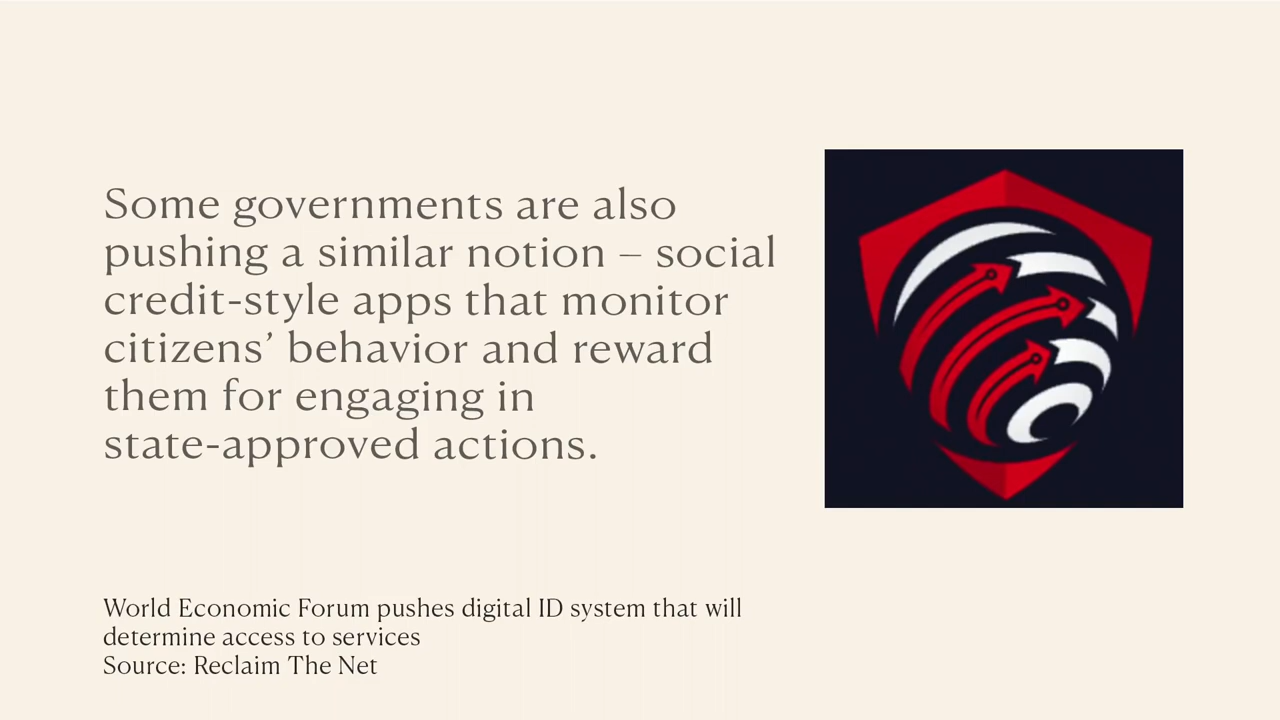 Some governments are also
pushing a similar notion – social
credit-style apps that monitor
citizens’ behavior and reward
them for engaging in
state-approved actions.
World Economic Forum pushes digital ID system that will
determine access to services
Source: Reclaim The Net